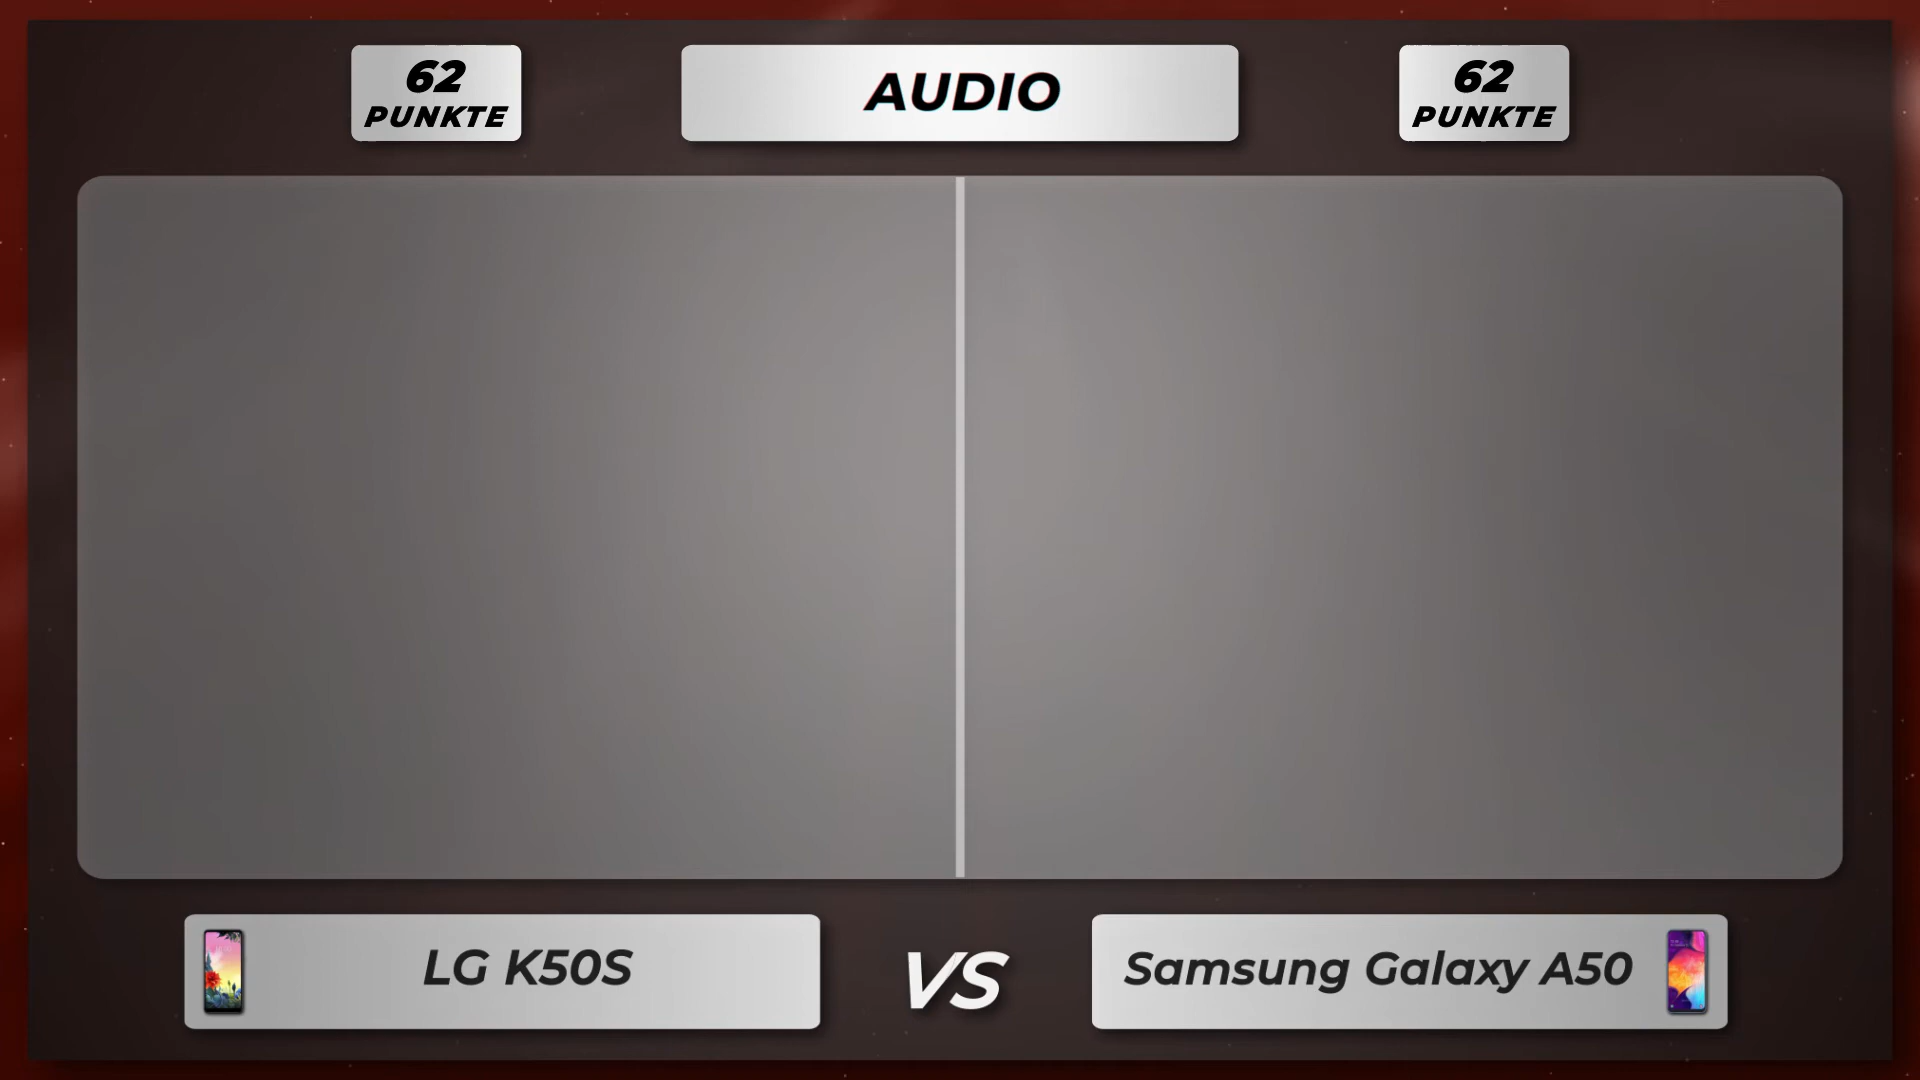 62
PUNKTE
AUDIO
62
PUNKTE
LG K50S
VS
Samsung Galaxy A50